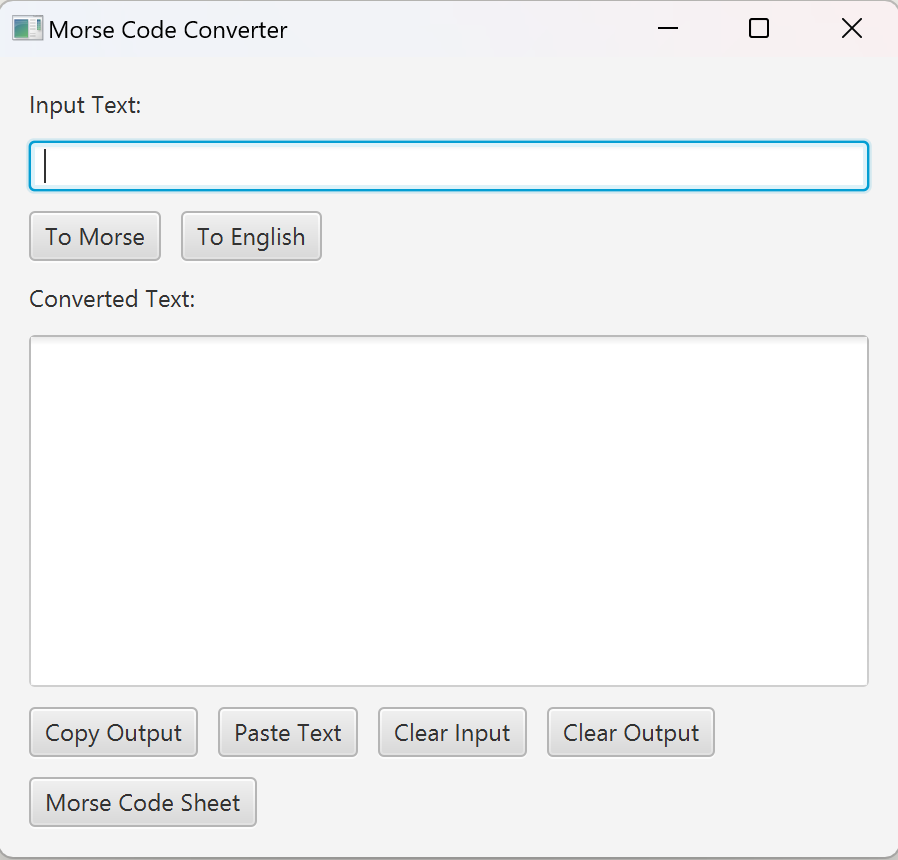 Morse Code Converter
Input Text:
To Morse To English
Converted Text:
Copy Output Paste Text Clear Input Clear Output
Morse Code Sheet